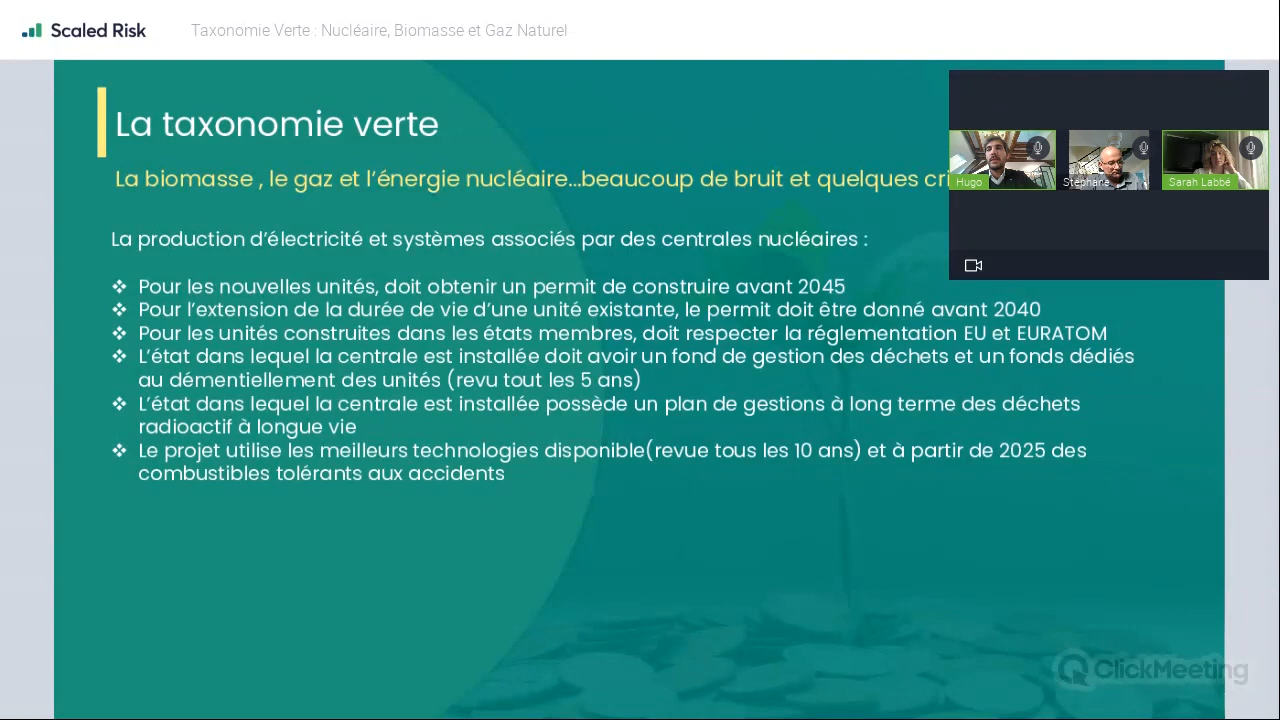 Scaled Risk
Taxonomie Verte : Nucléaire, Biomasse et Gaz Naturel
La taxonomie verte
La biomasse , le gaz et l'énergie nucléaire...beaucoup de bruit et quelques
Hugo
Stéphane
Sarah Labbé
La production d'électricité et systèmes associés par des centrales nucléaires :
❖ Pour les nouvelles unités, doit obtenir un permit de construire avant 2045
❖ Pour l'extension de la durée de vie d'une unité existante, le permit doit être donné avant 2040
❖ Pour les unités construites dans les états membres, doit respecter la réglementation EU et EURATOM
❖ L'état dans lequel la centrale est installée doit avoir un fond de gestion des déchets et un fonds dédiés
au démentiellement des unités (revu tout les 5 ans)
❖ L'état dans lequel la centrale est installée possède un plan de gestions à long terme des déchets
radioactif à longue vie
❖ Le projet utilise les meilleurs technologies disponible(revue tous les 10 ans) et à partir de 2025 des
combustibles tolérants aux accidents
ClickMeeting